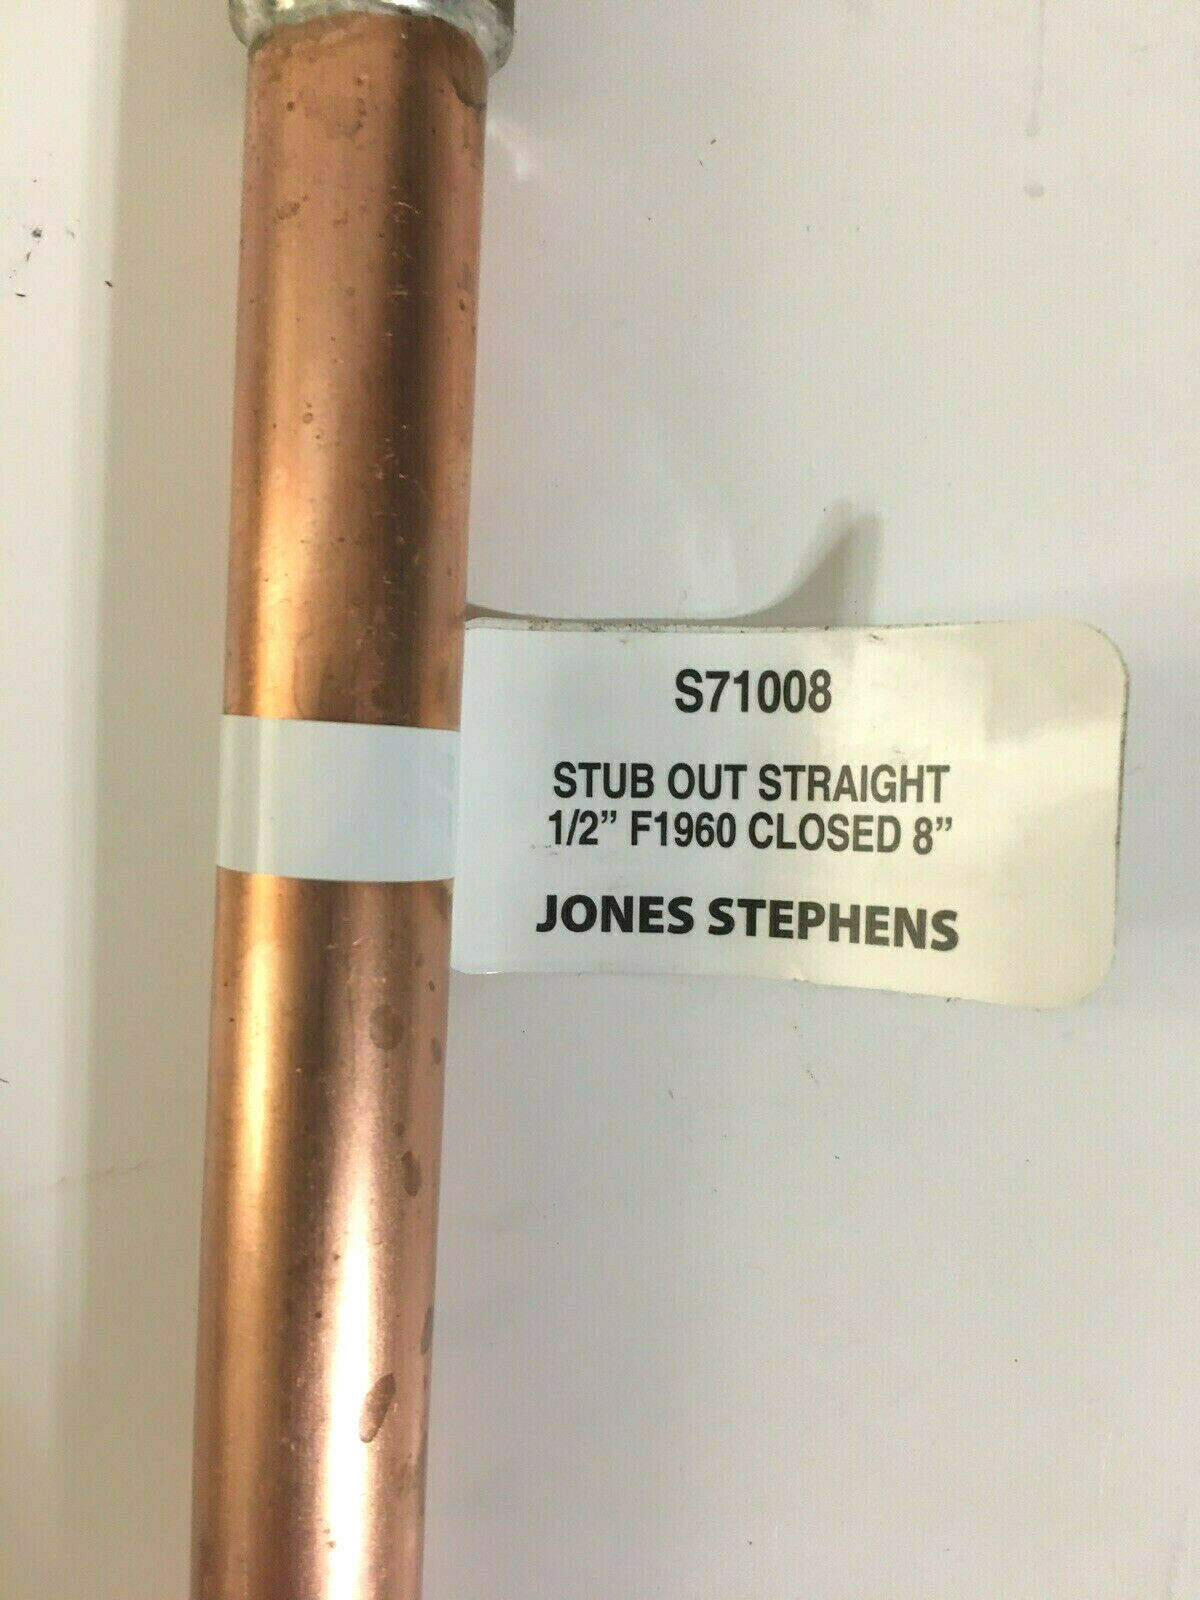 S71008
STUB OUT STRAIGHT
1/2” F1960 CLOSED 8”
JONES STEPHENS